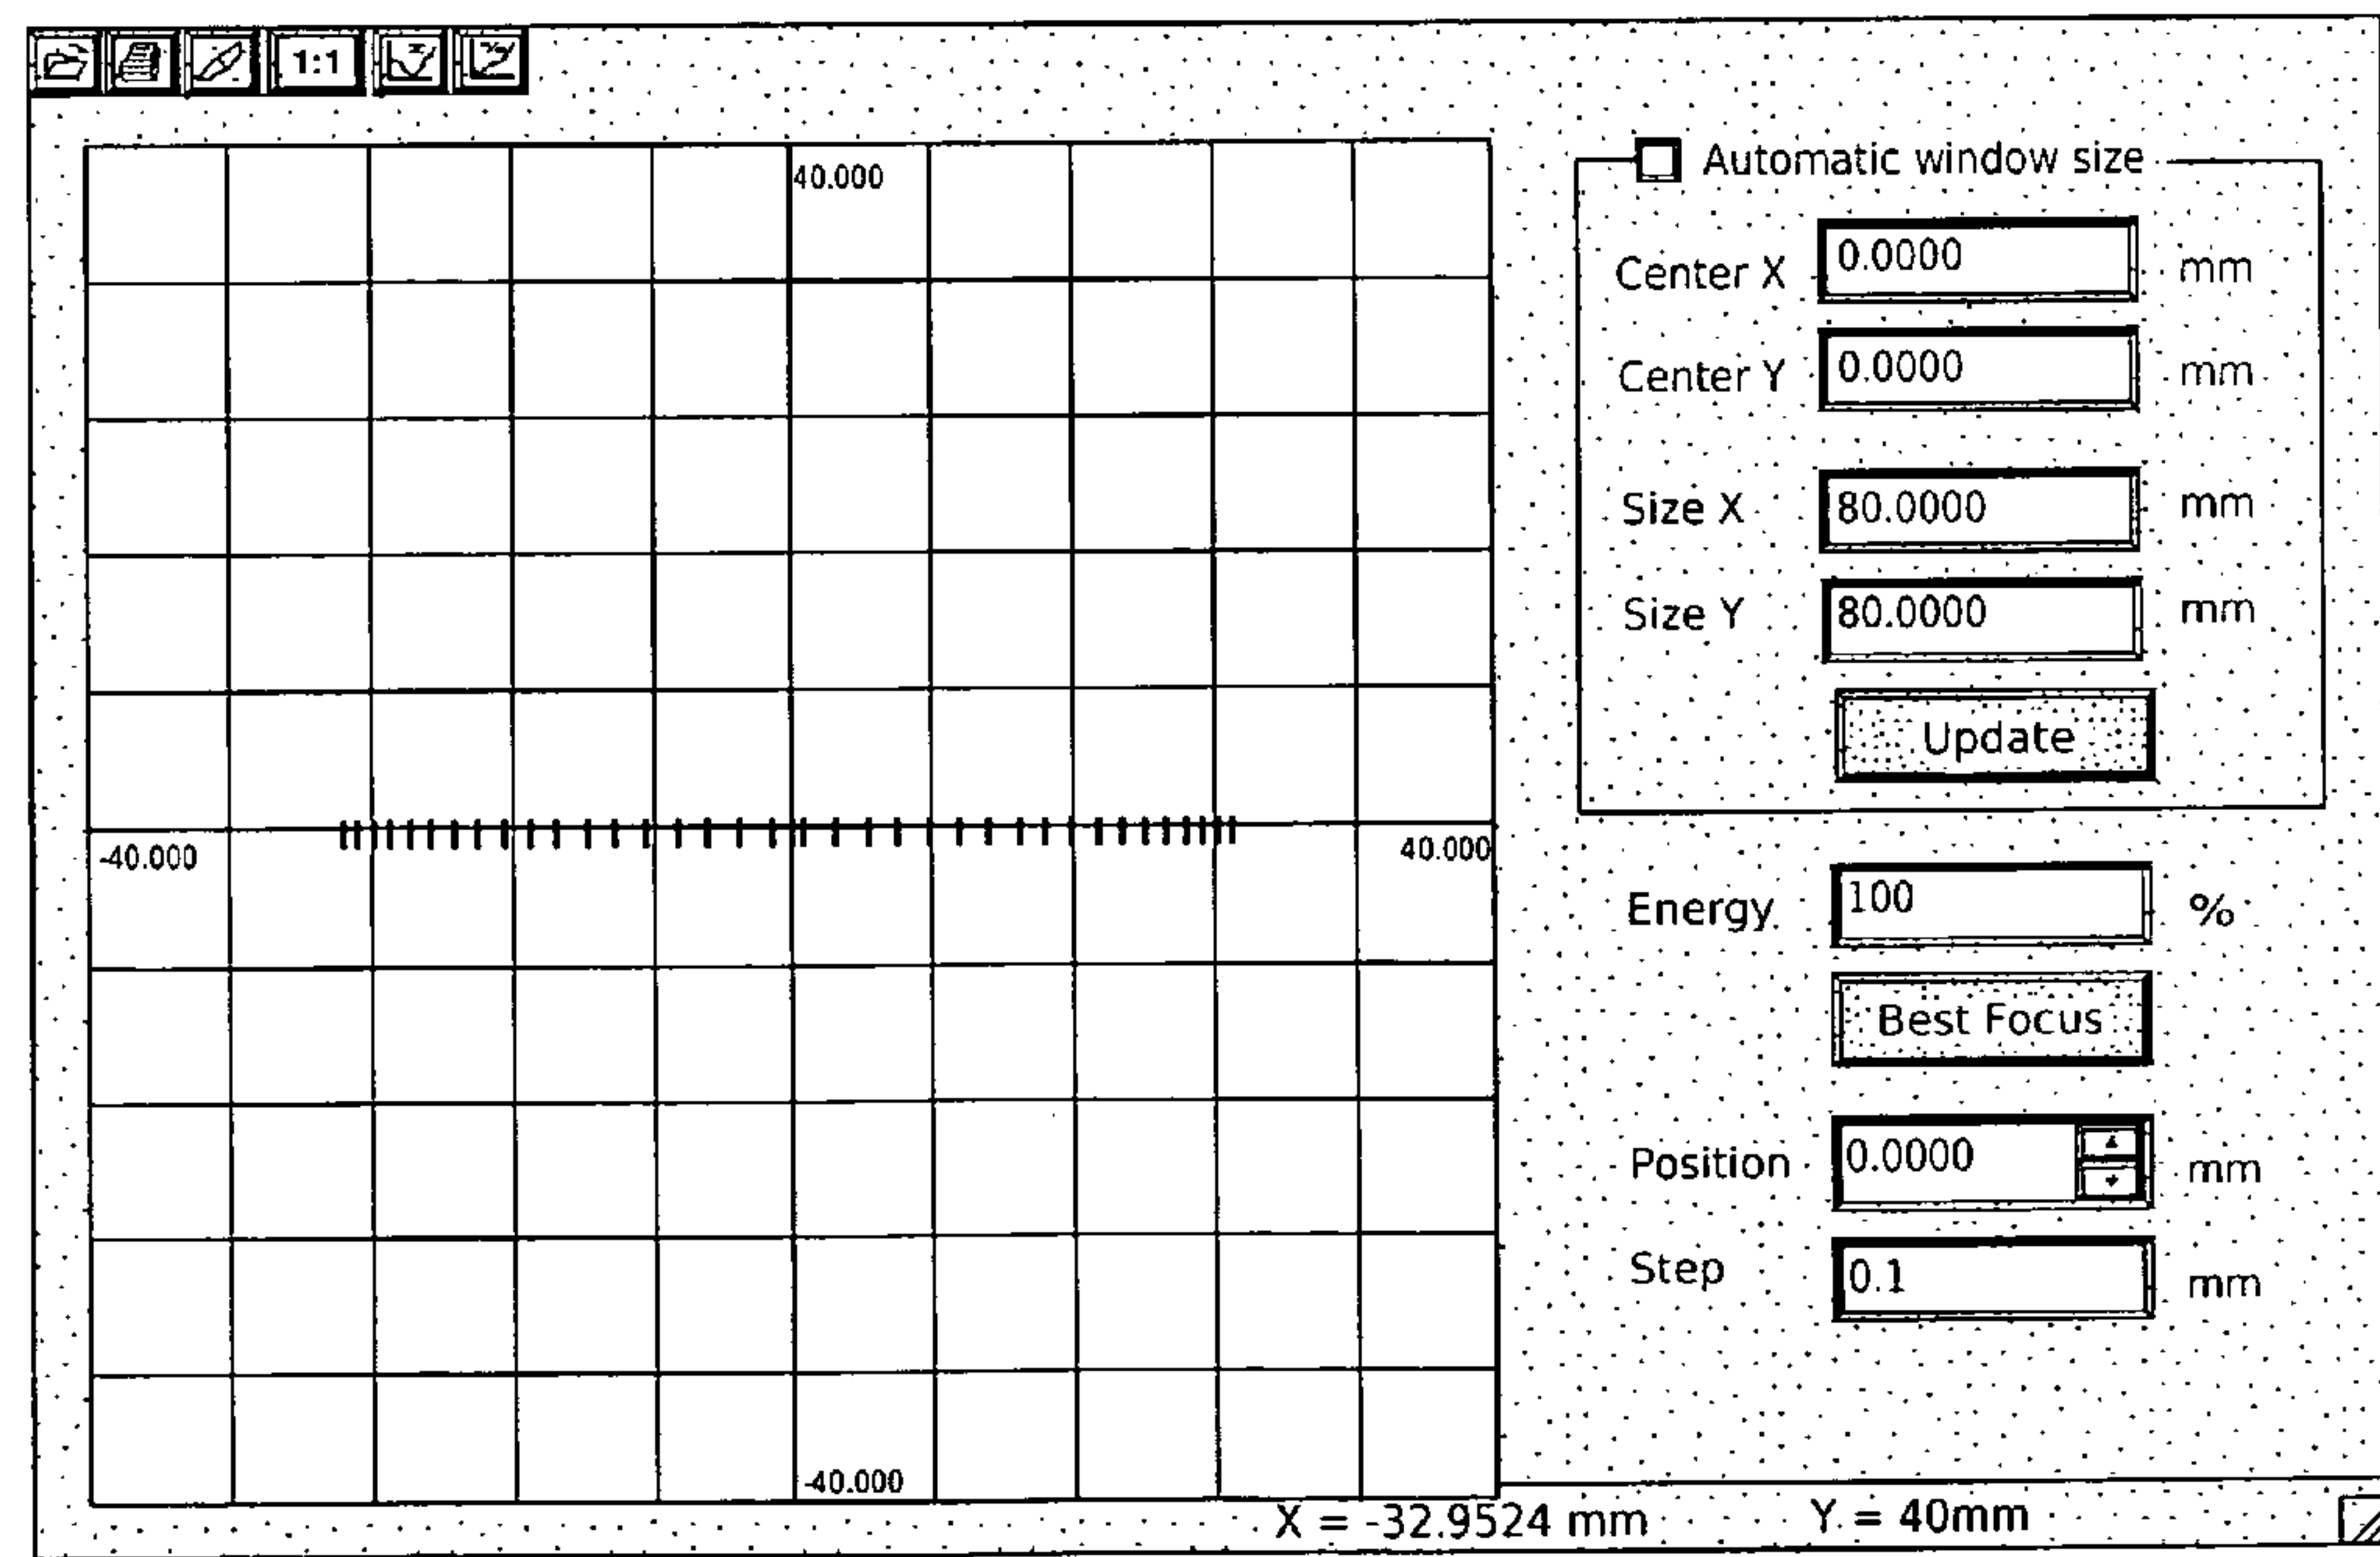 1:1
40.000
-40.000
40.000
-40.000
Automatic window size
Center X 0.0000 mm
Center Y 0.0000 mm
Size X 80.0000 mm
Size Y 80.0000 mm
Update
Energy 100 %
Best Focus
Position 0.0000 mm
Step 0.1 mm
X = -32.9524 mm Y = 40mm